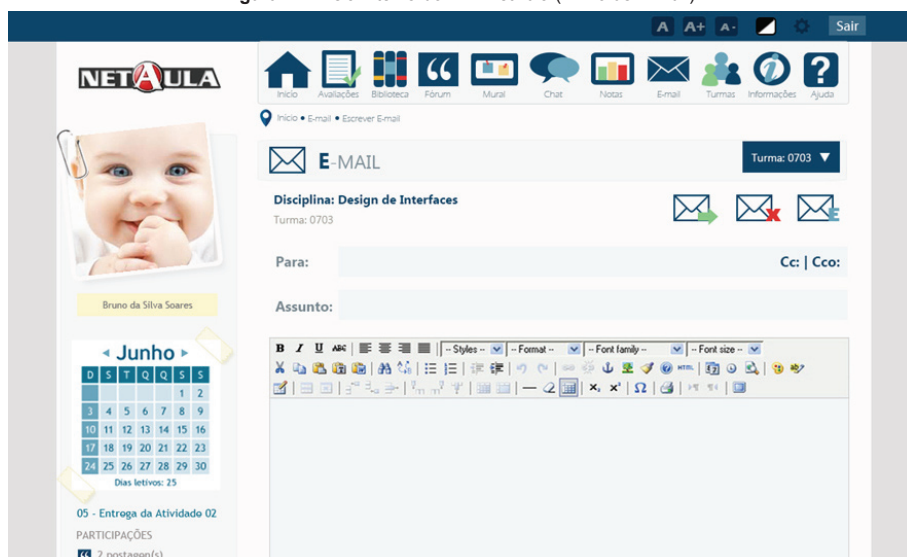 A A+ A- Sair
NETAULA
Início Avaliações Biblioteca Fórum Mural Chat Notas E-mail Turmas Informações Ajuda
Início • E-mail • Escrever E-mail
E-MAIL
Turma: 0703 ▼
Disciplina: Design de Interfaces
Turma: 0703
Para: Cc: | Cco:
Assunto:
Bruno da Silva Soares
◄ Junho ►
D S T Q Q S S
1 2
3 4 5 6 7 8 9
10 11 12 13 14 15 16
17 18 19 20 21 22 23
24 25 26 27 28 29 30
Dias letivos: 25
05 - Entrega da Atividade 02
PARTICIPAÇÕES
2 postagen(s)
B I U ABC -- Styles -- -- Format -- -- Font family -- -- Font size --
HTML